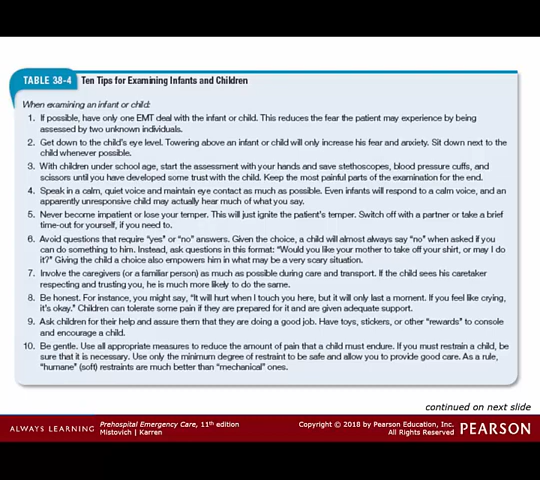 TABLE 38-4 Ten Tips for Examining Infants and Children
When examining an infant or child:
1. If possible, have only one EMT deal with the infant or child. This reduces the fear the patient may experience by being
assessed by two unknown individuals.
2. Get down to the child's eye level. Towering above an infant or child will only increase his fear and anxiety. Sit down next to the
child whenever possible.
3. With children under school age, start the assessment with your hands and save stethoscopes, blood pressure cuffs, and
scissors until you have developed some trust with the child. Keep the most painful parts of the examination for the end.
4. Speak in a calm, quiet voice and maintain eye contact as much as possible. Even infants will respond to a calm voice, and an
apparently unresponsive child may actually hear much of what you say.
5. Never become impatient or lose your temper. This will just ignite the patient's temper. Switch off with a partner or take a brief
time-out for yourself, if you need to.
6. Avoid questions that require "yes" or "no" answers. Given the choice, a child will almost always say "no" when asked if you
can do something to him. Instead, ask questions in this format: "Would you like your mother to take off your shirt, or may I do
it?" Giving the child a choice also empowers him in what may be a very scary situation.
7. Involve the caregivers (or a familiar person) as much as possible during care and transport. If the child sees his caretaker
respecting and trusting you, he is much more likely to do the same.
8. Be honest. For instance, you might say, "It will hurt when I touch you here, but it will only last a moment. If you feel like crying,
it's okay." Children can tolerate some pain if they are prepared for it and are given adequate support.
9. Ask children for their help and assure them that they are doing a good job. Have toys, stickers, or other "rewards" to console
and encourage a child.
10. Be gentle. Use all appropriate measures to reduce the amount of pain that a child must endure. If you must restrain a child, be
sure that it is necessary. Use only the minimum degree of restraint to be safe and allow you to provide good care. As a rule,
"humane" (soft) restraints are much better than "mechanical" ones.
continued on next slide
ALWAYS LEARNING
Prehospital Emergency Care, 11th edition
Mistovich | Karren
Copyright © 2018 by Pearson Education, Inc.
All Rights Reserved
PEARSON